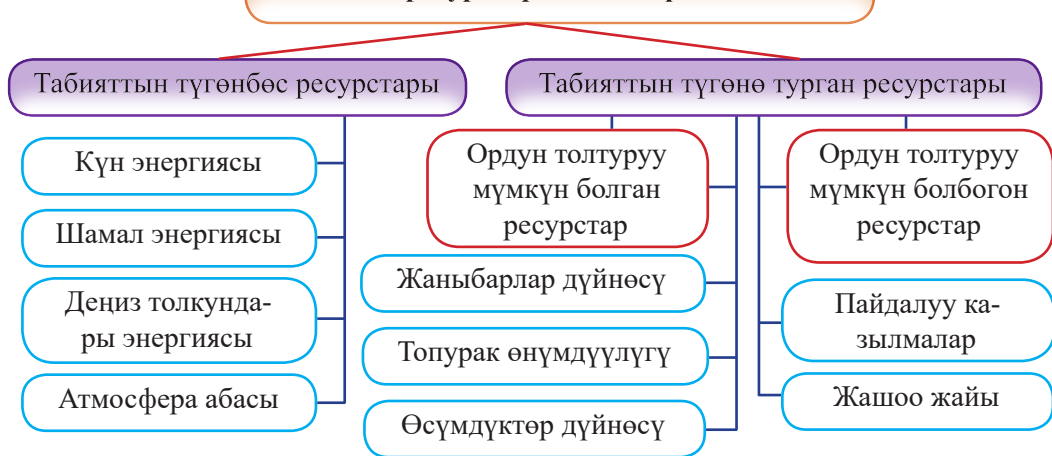 Табияттын түгөнбөс ресурстары
Күн энергиясы
Шамал энергиясы
Деңиз толкунда-
ры энергиясы
Атмосфера абасы
Табияттын түгөнө турган ресурстары
Ордун толтуруу
мүмкүн болган
ресурстар
Жаныбарлар дүйнөсү
Топурак өнүмдүүлүгү
Өсүмдүктөр дүйнөсү
Ордун толтуруу
мүмкүн болбогон
ресурстар
Пайдалуу ка-
зылмалар
Жашоо жайы